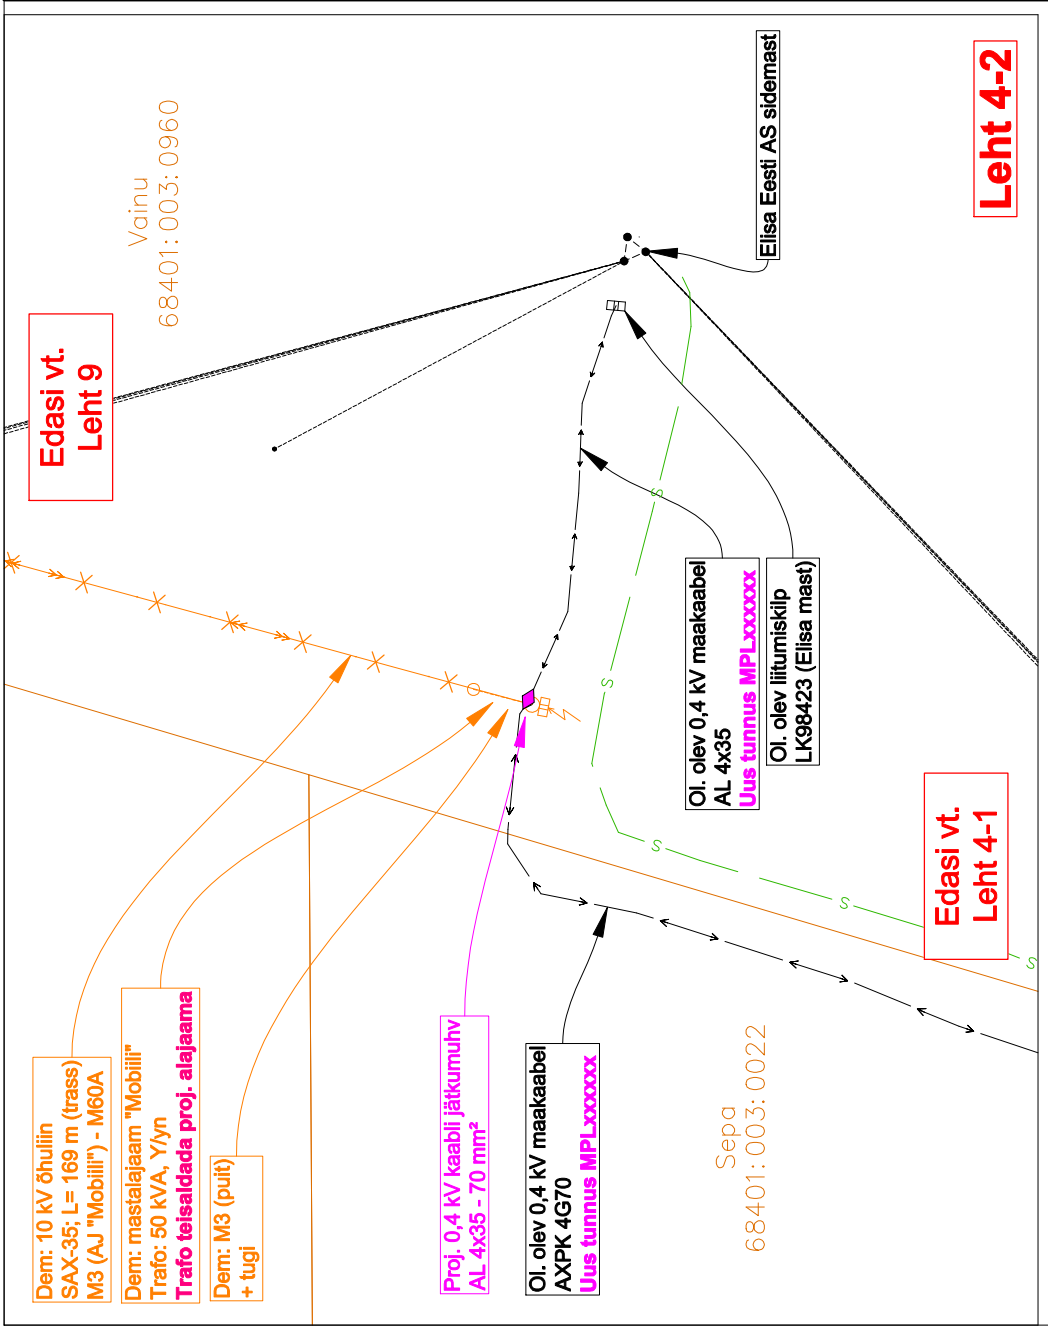 Dem: 10 kV õhuliin
SAX-35; L= 169 m (trass)
M3 (AJ "Mobiili") - M60A
Dem: mastalajaam "Mobiili"
Trafo: 50 kVA, Y/yn
Trafo teisaldada proj. alajaama
Dem: M3 (puit)
+ tugi
Proj. 0,4 kV kaabli jätkumuhv
AL 4x35 - 70 mm²
Ol. olev 0,4 kV maakaabel
AXPK 4G70
Uus tunnus MPLxxxxxx
Sepa
68401:003:0022
Edasi vt.
Leht 4-1
Ol. olev 0,4 kV maakaabel
AL 4x35
Uus tunnus MPLxxxxxx
Ol. olev liitumiskilp
LK98423 (Elisa mast)
Edasi vt.
Leht 9
Vainu
68401:003:0960
Elisa Eesti AS sidemast
Leht 4-2
S
S
S
S
S